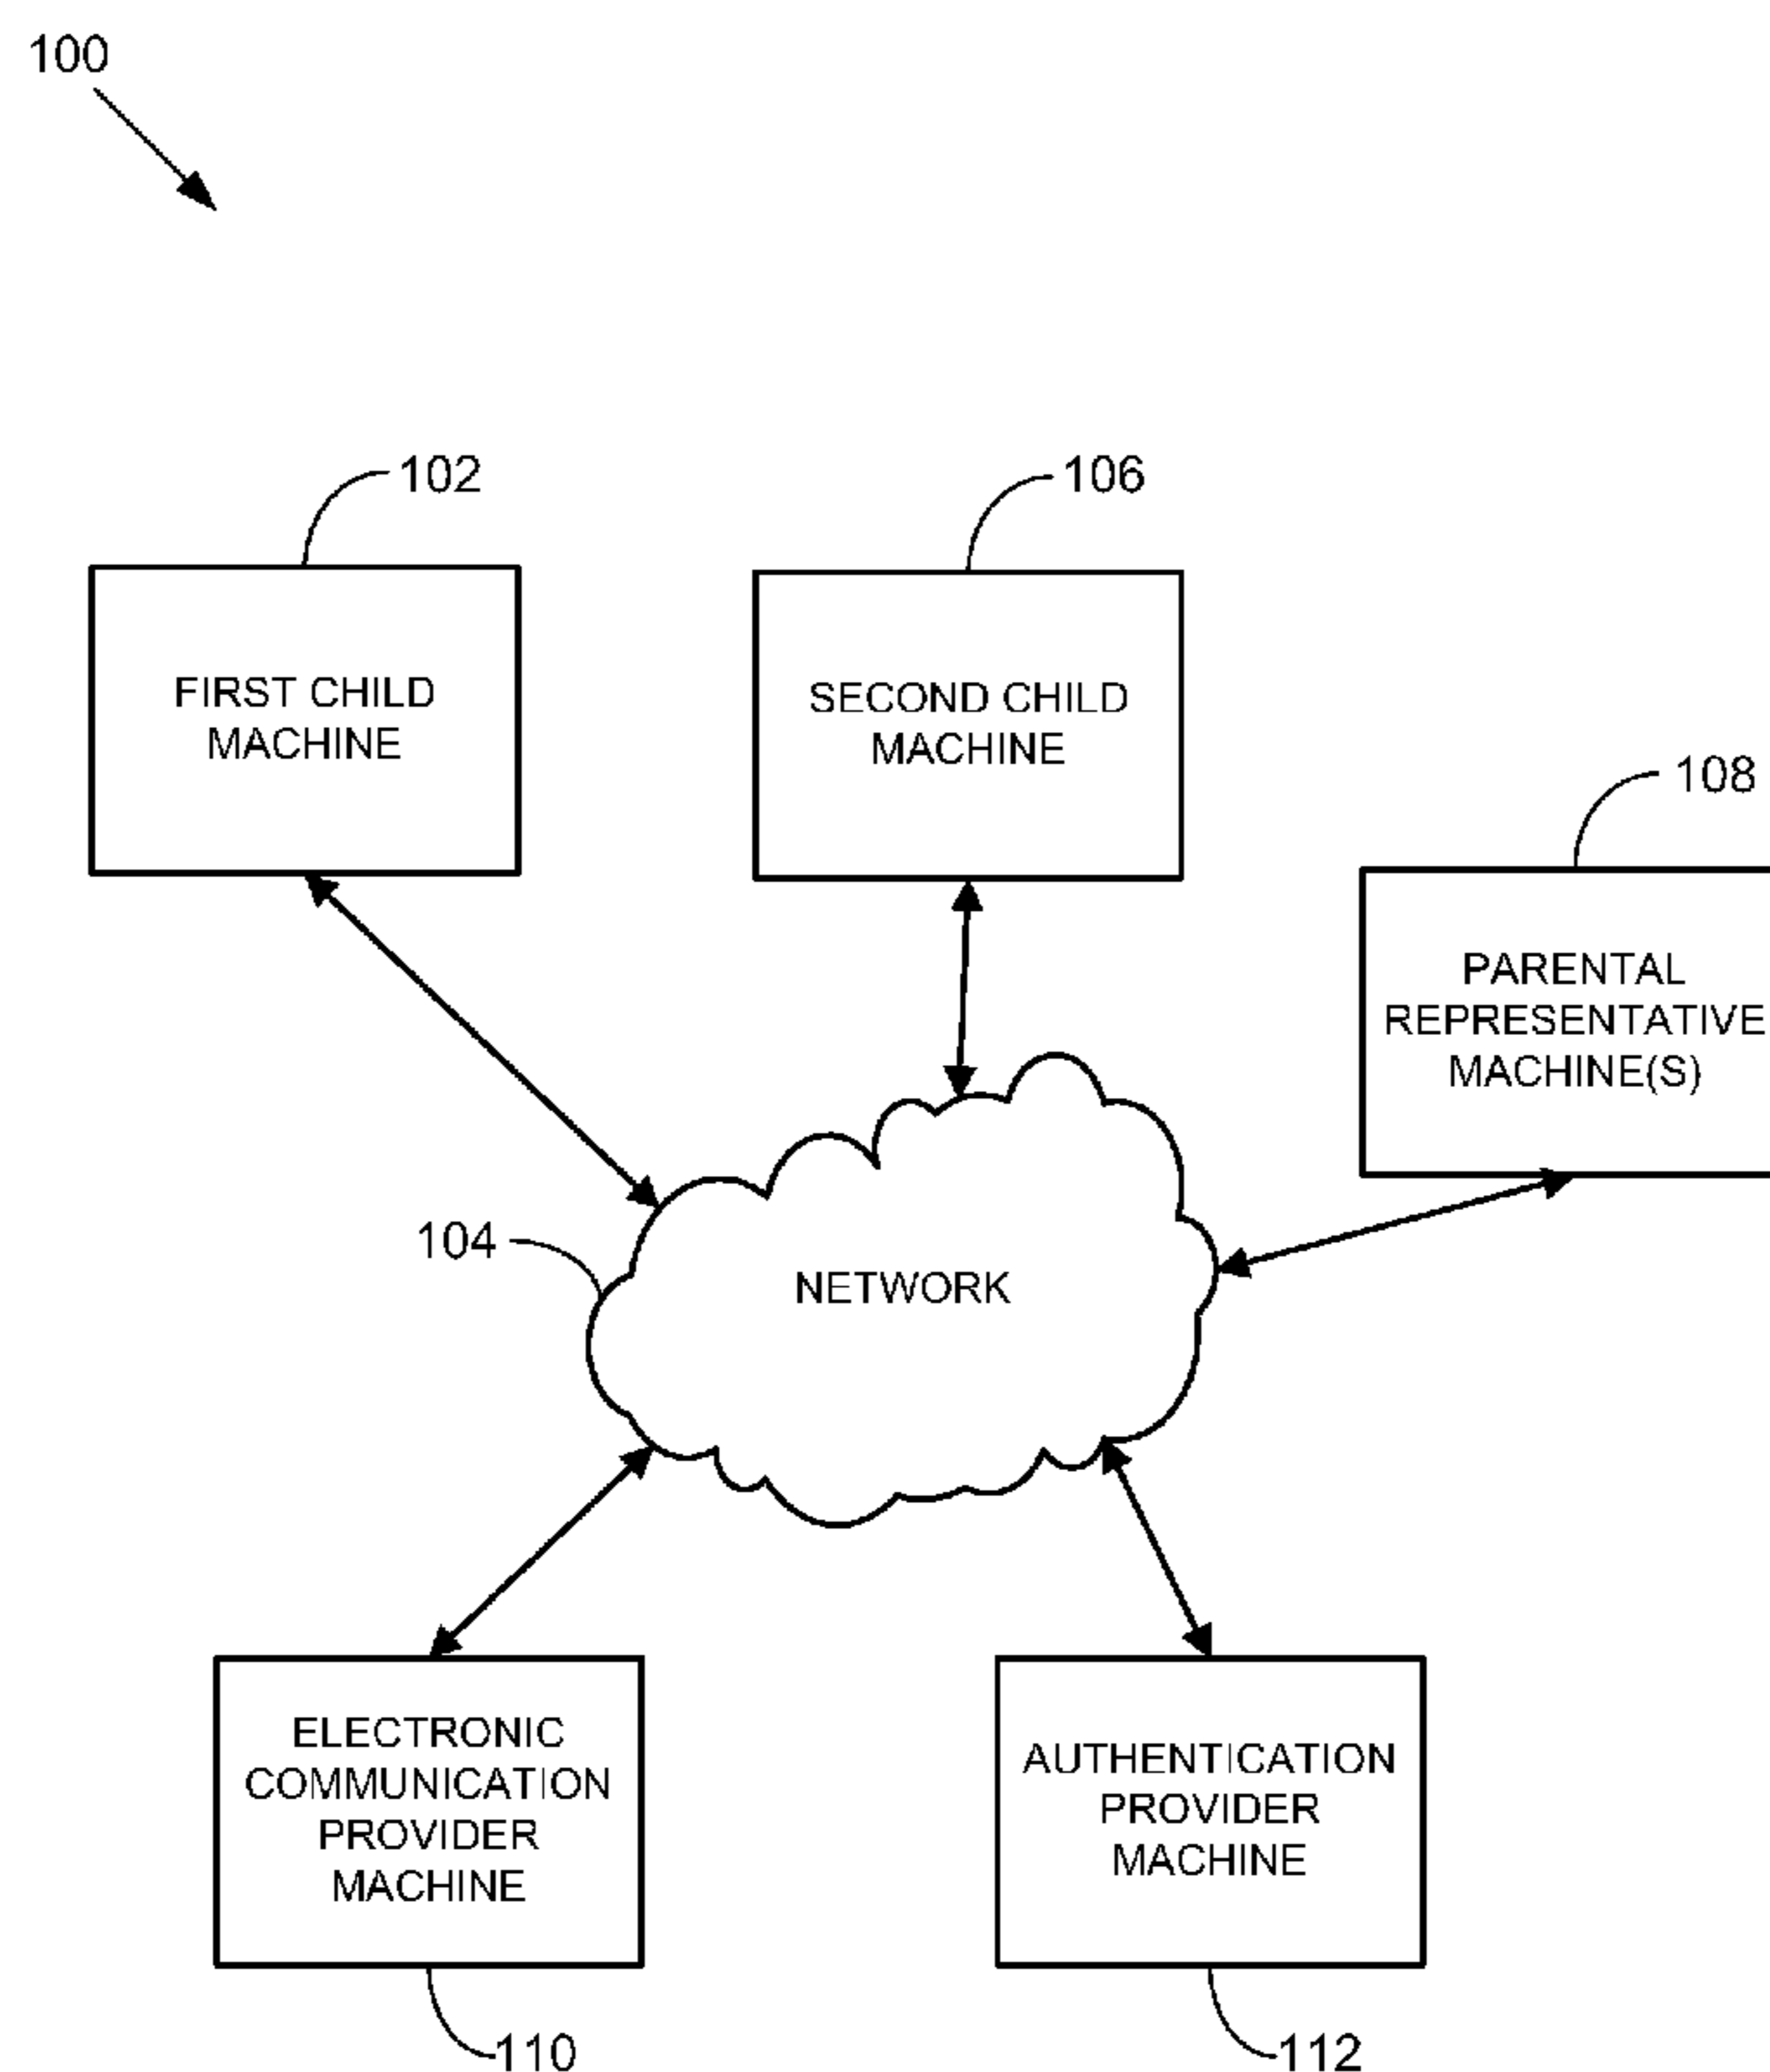 100
102
106
FIRST CHILD
MACHINE
SECOND CHILD
MACHINE
108
PARENTAL
REPRESENTATIVE
MACHINE(S)
104
NETWORK
ELECTRONIC
COMMUNICATION
PROVIDER
MACHINE
AUTHENTICATION
PROVIDER
MACHINE
110
112